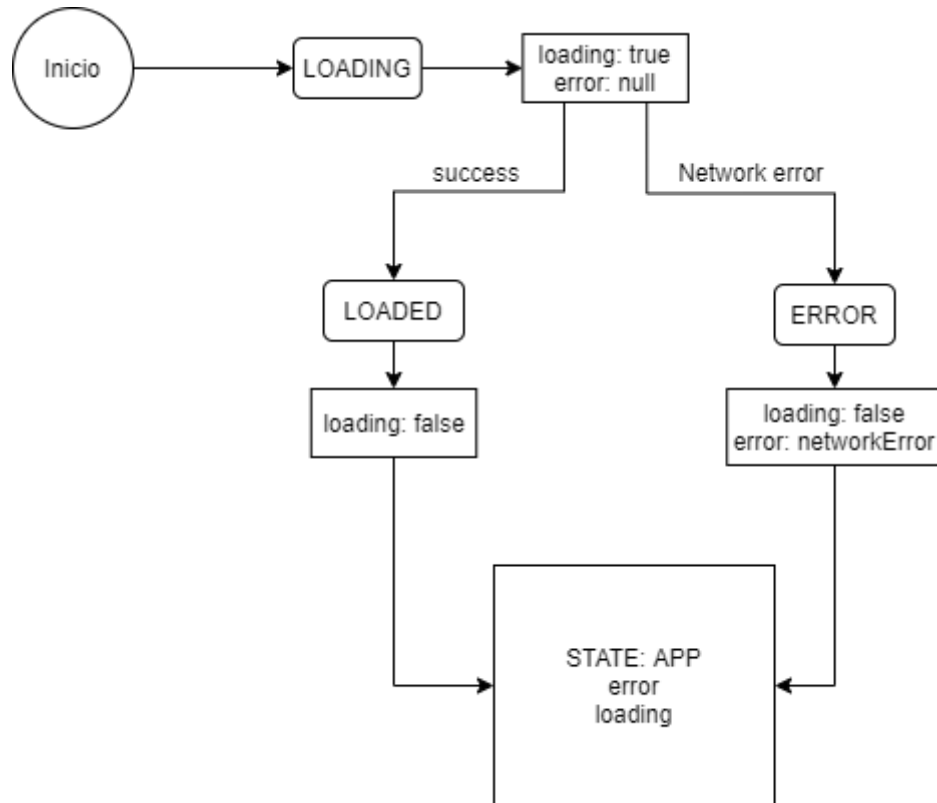 Inicio
LOADING
loading: true
error: null
success
Network error
LOADED
ERROR
loading: false
loading: false
error: networkError
STATE: APP
error
loading